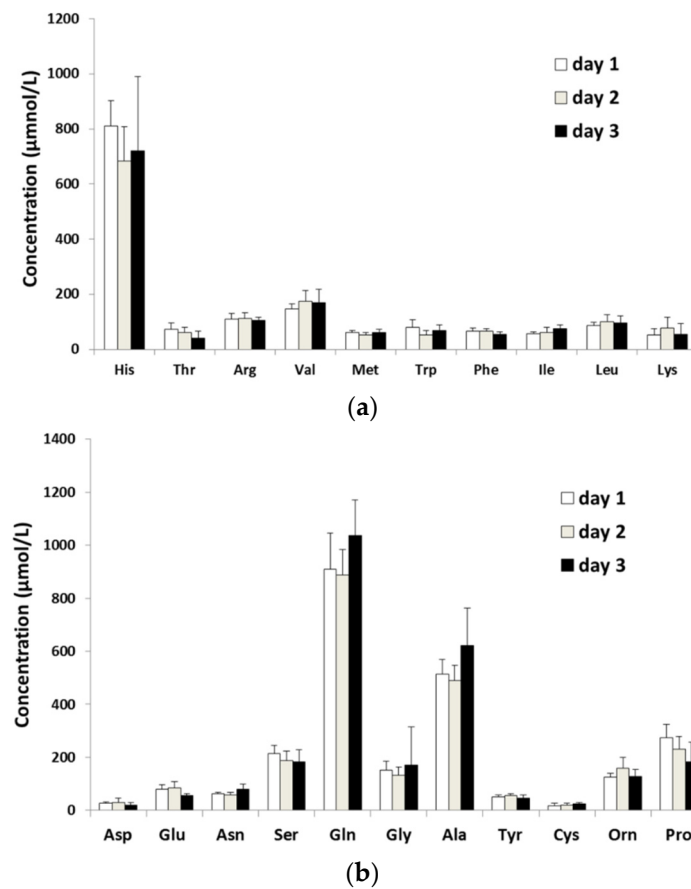 1200
1000
800
600
400
200
0
Concentration (µmnol/L)
day 1
day 2
day 3
His Thr Arg Val Met Trp Phe Ile Leu Lys
(a)
1400
1200
1000
800
600
400
200
0
Concentration (µmol/L)
day 1
day 2
day 3
Asp Glu Asn Ser Gln Gly Ala Tyr Cys Orn Pro
(b)